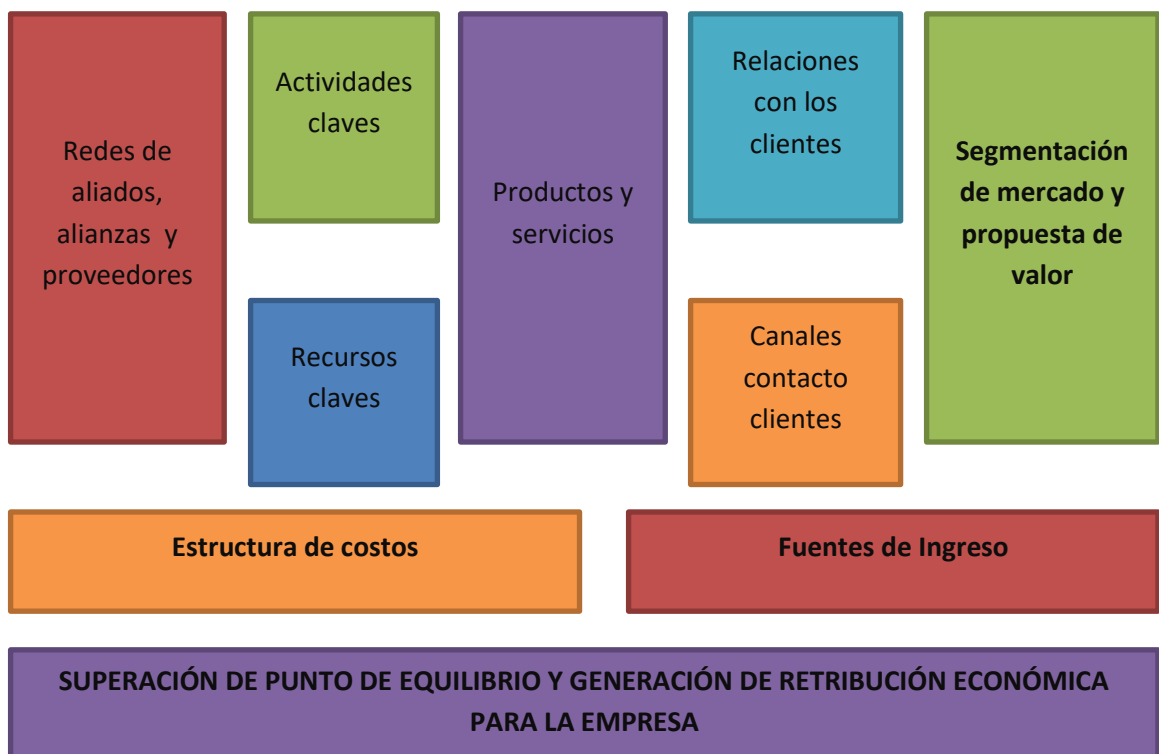 Redes de
aliados,
alianzas y
proveedores
Actividades
claves
Recursos
claves
Productos y
servicios
Relaciones
con los
clientes
Canales
contacto
clientes
Segmentación
de mercado y
propuesta de
valor
Estructura de costos
Fuentes de Ingreso
SUPERACIÓN DE PUNTO DE EQUILIBRIO Y GENERACIÓN DE RETRIBUCIÓN ECONÓMICA
PARA LA EMPRESA